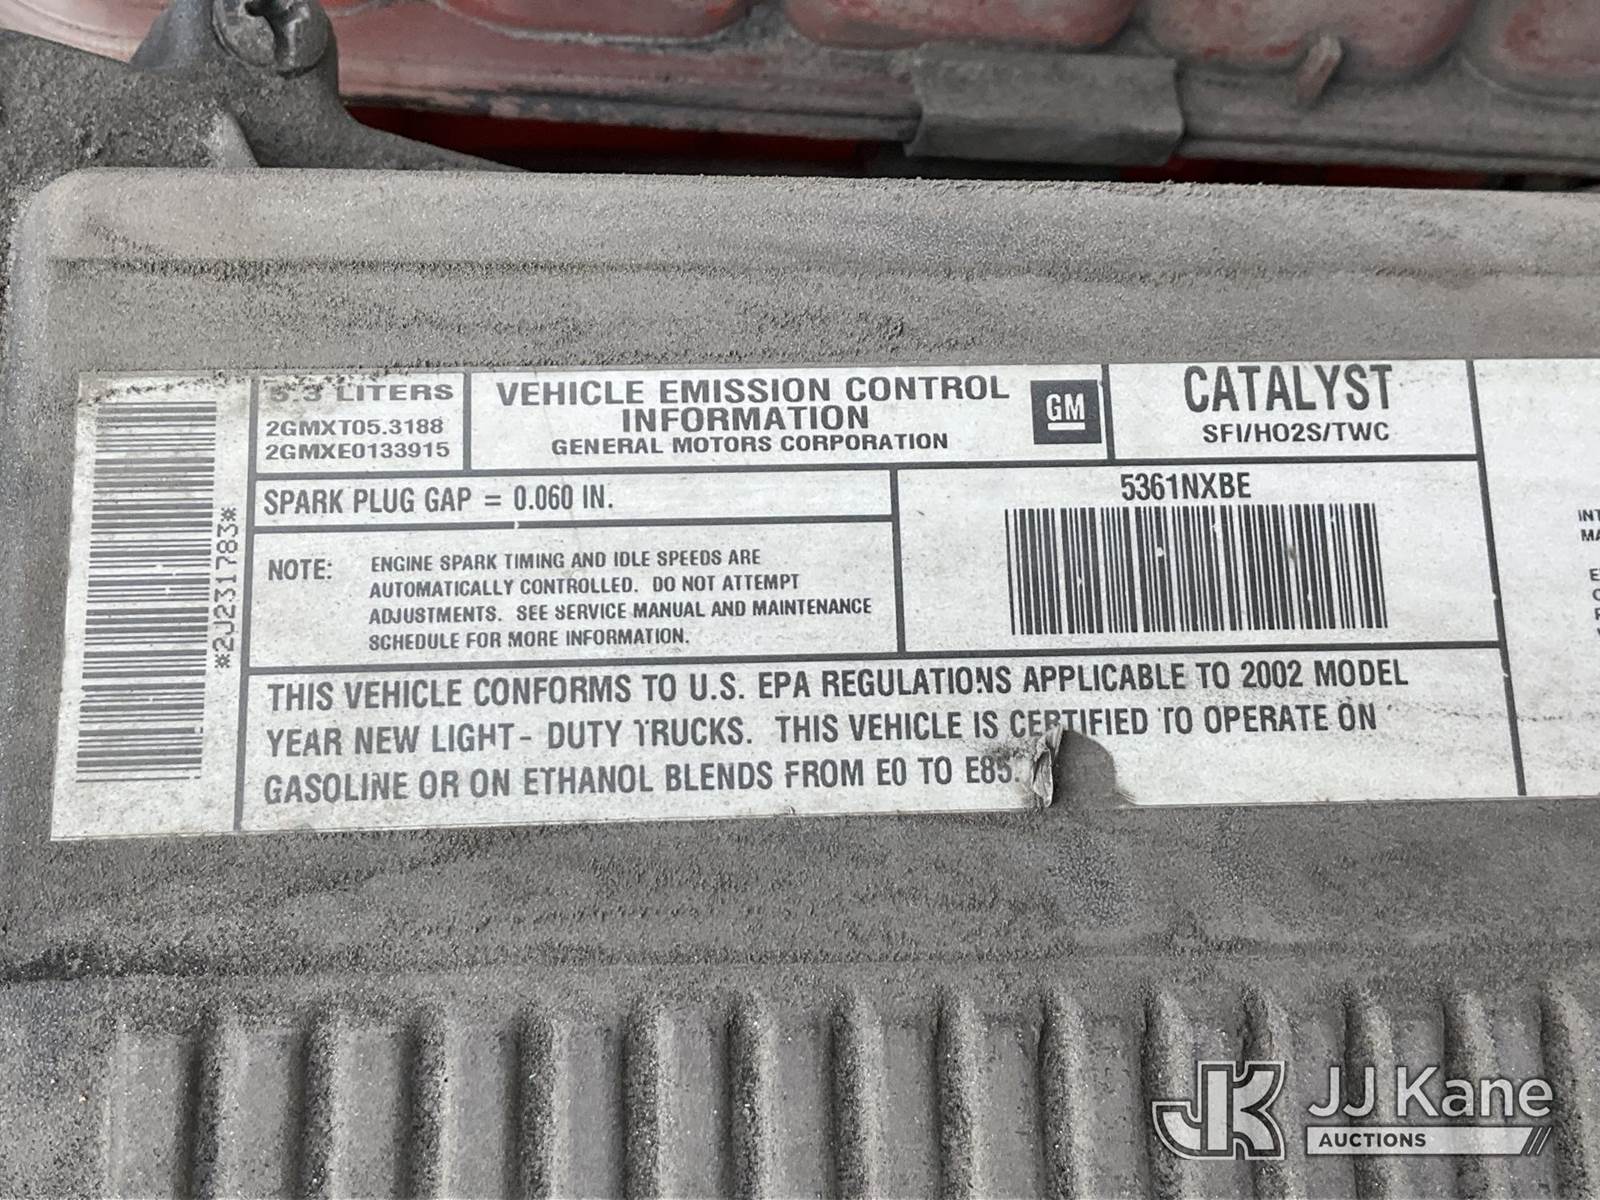 5.3 LITERS
2GMXT05.3188
2GMXE0133915
VEHICLE EMISSION CONTROL
INFORMATION
GENERAL MOTORS CORPORATION
GM
CATALYST
SFI/HO2S/TWC
SPARK PLUG GAP = 0.060 IN.
5361NXBE
NOTE: ENGINE SPARK TIMING AND IDLE SPEEDS ARE
AUTOMATICALLY CONTROLLED. DO NOT ATTEMPT
ADJUSTMENTS. SEE SERVICE MANUAL AND MAINTENANCE
SCHEDULE FOR MORE INFORMATION.
*2J231783*
THIS VEHICLE CONFORMS TO U.S. EPA REGULATIONS APPLICABLE TO 2002 MODEL
YEAR NEW LIGHT- DUTY TRUCKS. THIS VEHICLE IS CERTIFIED TO OPERATE ON
GASOLINE OR ON ETHANOL BLENDS FROM E0 TO E85.
INT
MA
JK JJ Kane
AUCTIONS